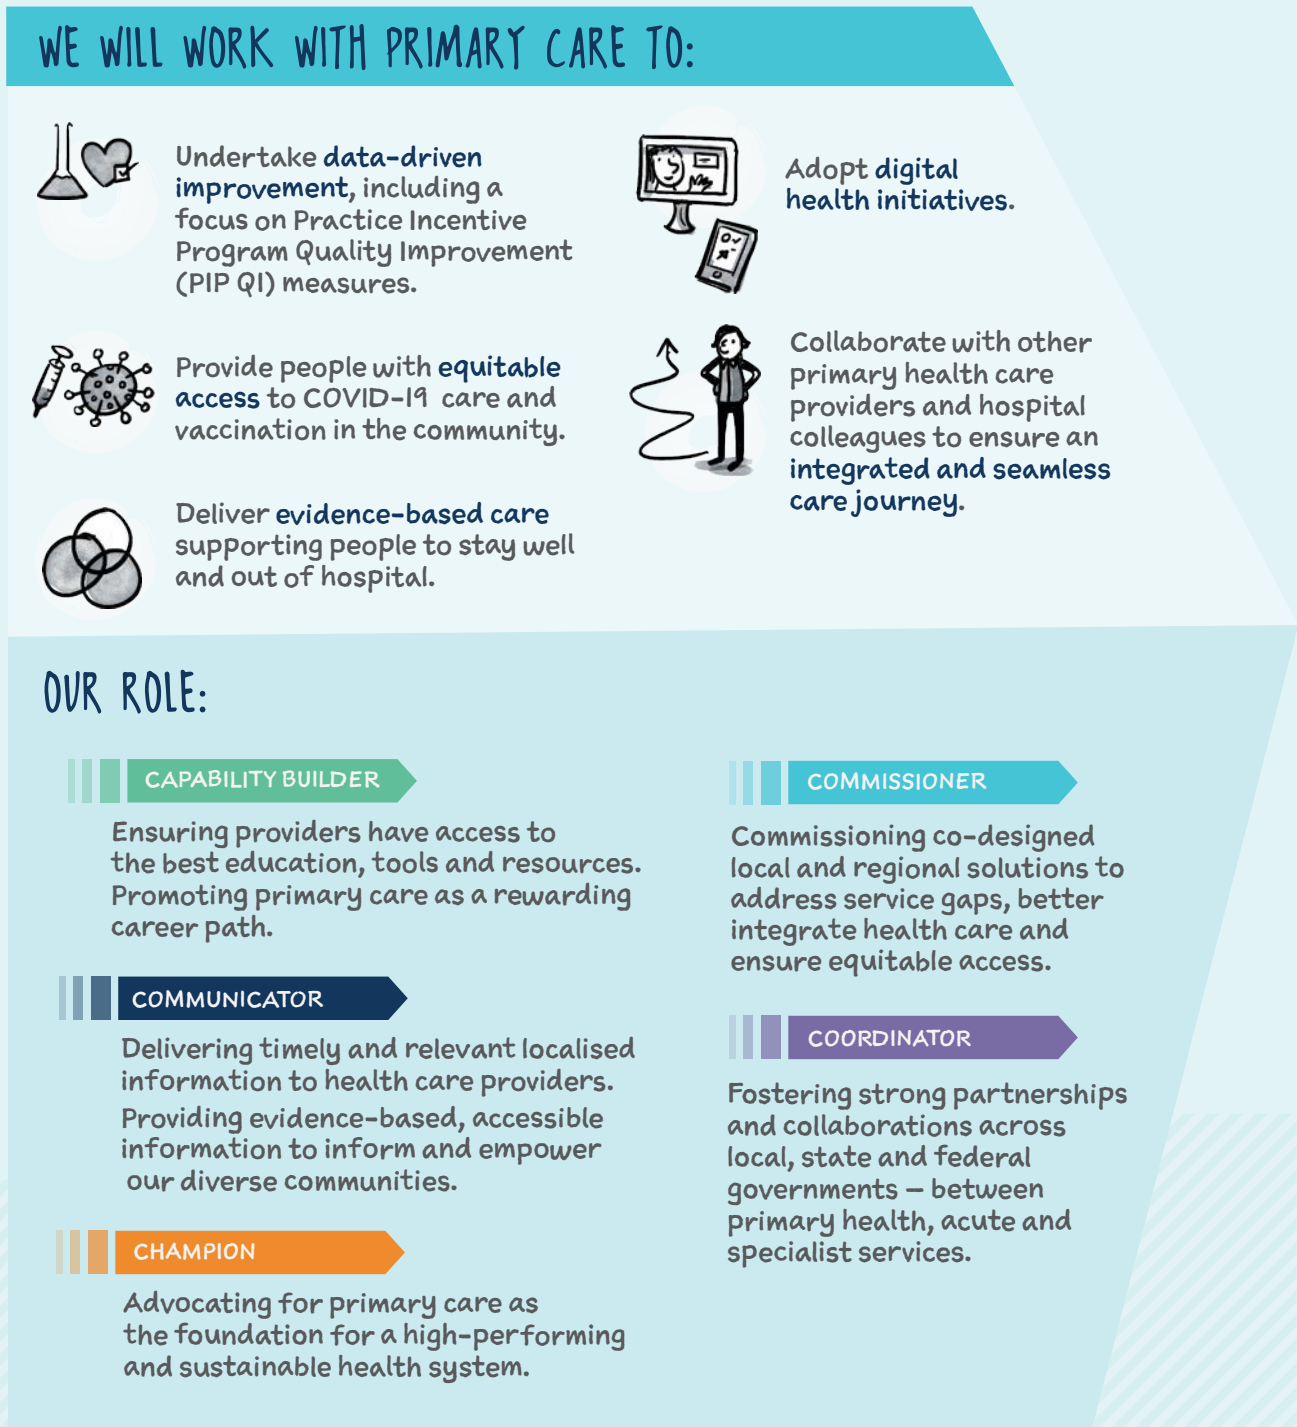 WE WILL WORK WITH PRIMARY CARE TO:
Undertake data-driven
improvement, including a
focus on Practice Incentive
Program Quality Improvement
(PIP QI) measures.
Provide people with equitable
access to COVID-19 care and
vaccination in the community.
Deliver evidence-based care
supporting people to stay well
and out of hospital.
Adopt digital
health initiatives.
Collaborate with other
primary health care
providers and hospital
colleagues to ensure an
integrated and seamless
care journey.
OUR ROLE:
CAPABILITY BUILDER
Ensuring providers have access to
the best education, tools and resources.
Promoting primary care as a rewarding
career path.
COMMUNICATOR
Delivering timely and relevant localised
information to health care providers.
Providing evidence-based, accessible
information to inform and empower
our diverse communities.
CHAMPION
Advocating for primary care as
the foundation for a high-performing
and sustainable health system.
COMMISSIONER
Commissioning co-designed
local and regional solutions to
address service gaps, better
integrate health care and
ensure equitable access.
COORDINATOR
Fostering strong partnerships
and collaborations across
local, state and federal
governments – between
primary health, acute and
specialist services.